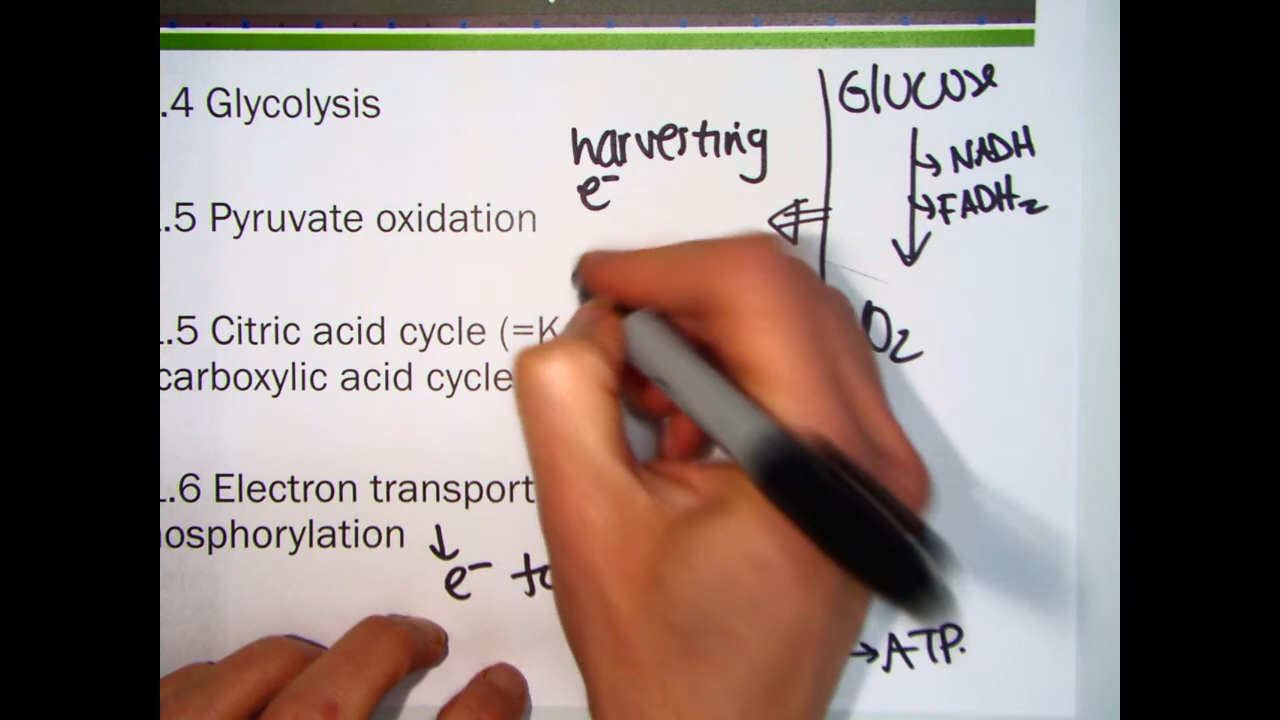 .4 Glycolysis
.5 Pyruvate oxidation
.5 Citric acid cycle (=K
carboxylic acid cycle
.6 Electron transport
osphorylation
harvesting
e⁻
e⁻ to
Glucose
NADH
FADH₂
O₂
→ATP.